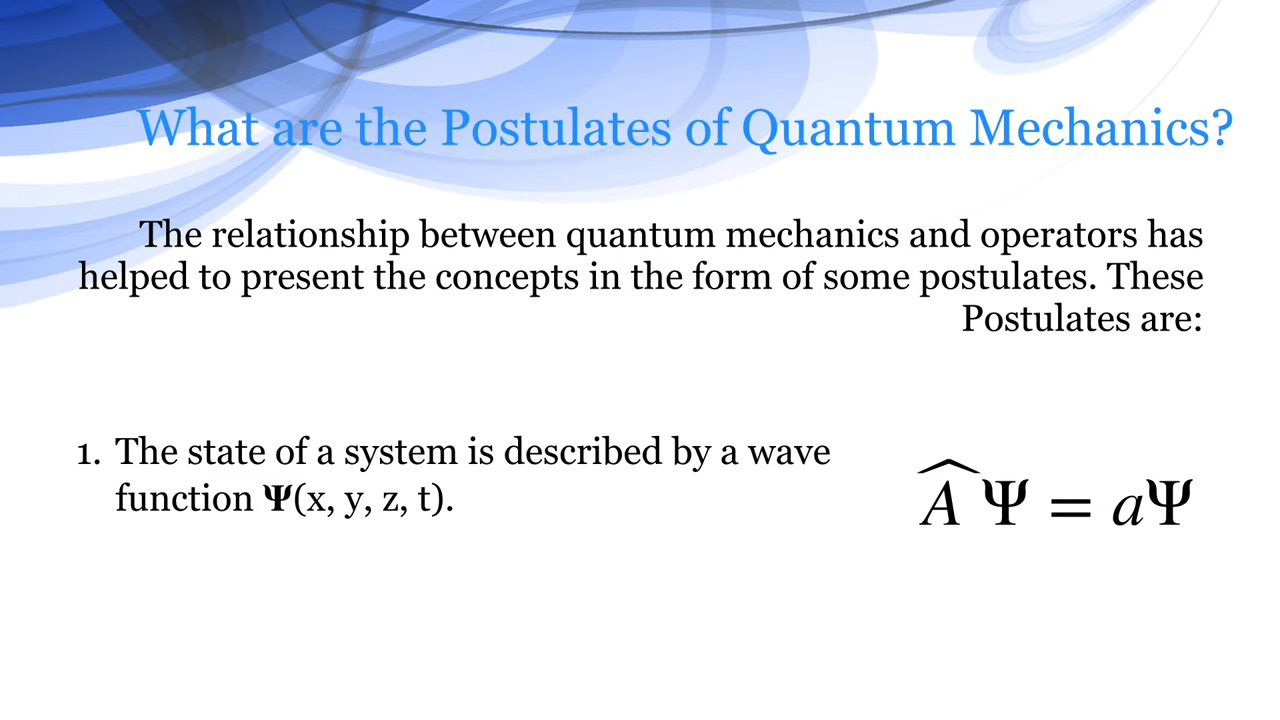 What are the Postulates of Quantum Mechanics?
The relationship between quantum mechanics and operators has
helped to present the concepts in the form of some postulates. These
Postulates are:
1. The state of a system is described by a wave
function Ψ(x, y, z, t).
Â Ψ = aΨ